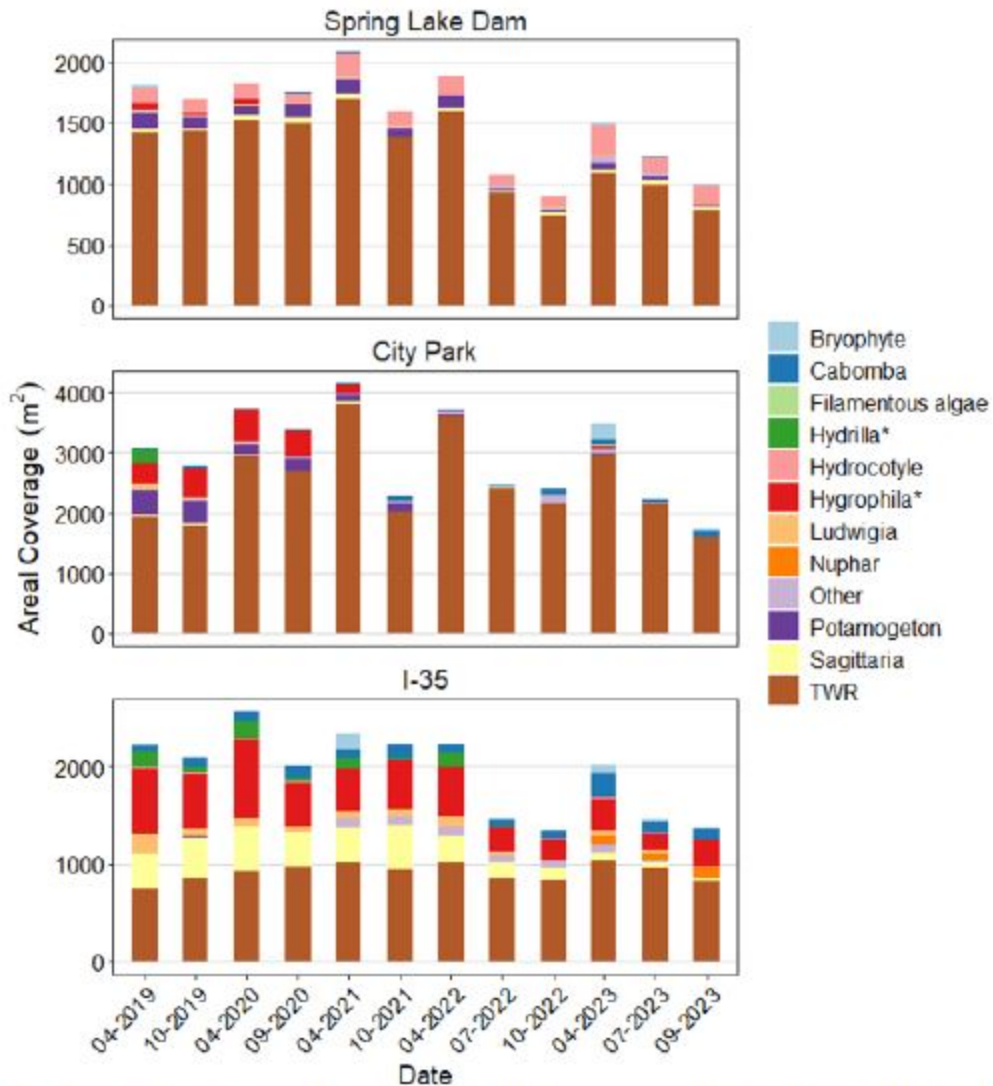 Spring Lake Dam
2000
1500
1000
500
0
City Park
4000
3000
2000
1000
0
Areal Coverage (m²)
I-35
2000
1000
0
04-2019
10-2019
04-2020
09-2020
04-2021
10-2021
04-2022
07-2022
10-2022
04-2023
07-2023
09-2023
Date
Bryophyte
Cabomba
Filamentous algae
Hydrilla*
Hydrocotyle
Hygrophila*
Ludwigia
Nuphar
Other
Potamogeton
Sagittaria
TWR